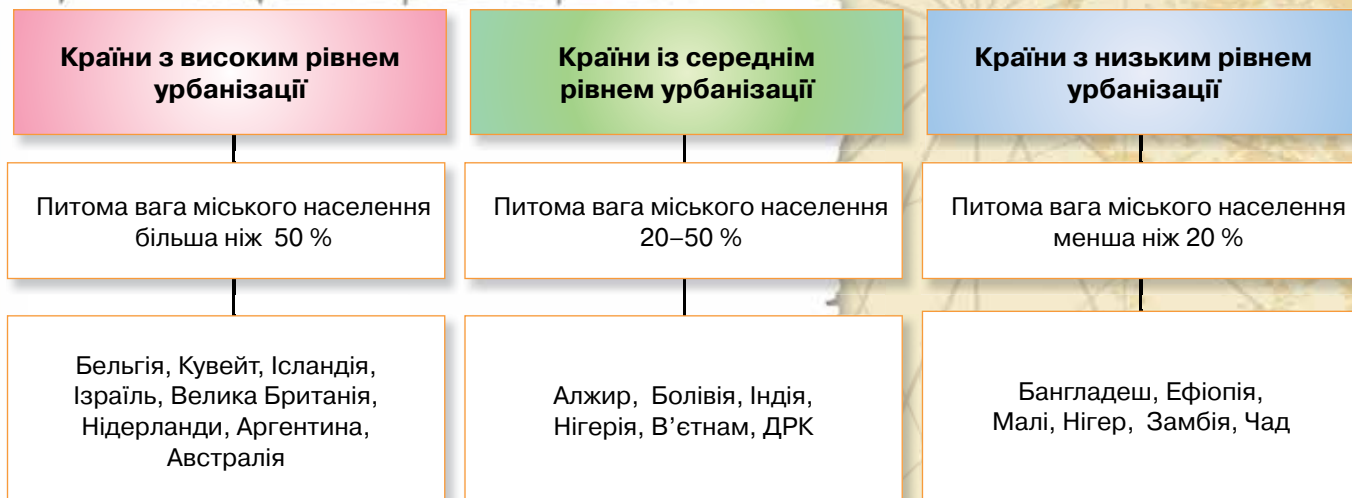 Країни з високим рівнем
урбанізації
Країни із середнім
рівнем урбанізації
Країни з низьким рівнем
урбанізації
Питома вага міського населення
більша ніж 50 %
Питома вага міського населення
20–50 %
Питома вага міського населення
менша ніж 20 %
Бельгія, Кувейт, Ісландія,
Ізраїль, Велика Британія,
Нідерланди, Аргентина,
Австралія
Алжир, Болівія, Індія,
Нігерія, В’єтнам, ДРК
Бангладеш, Ефіопія,
Малі, Нігер, Замбія, Чад